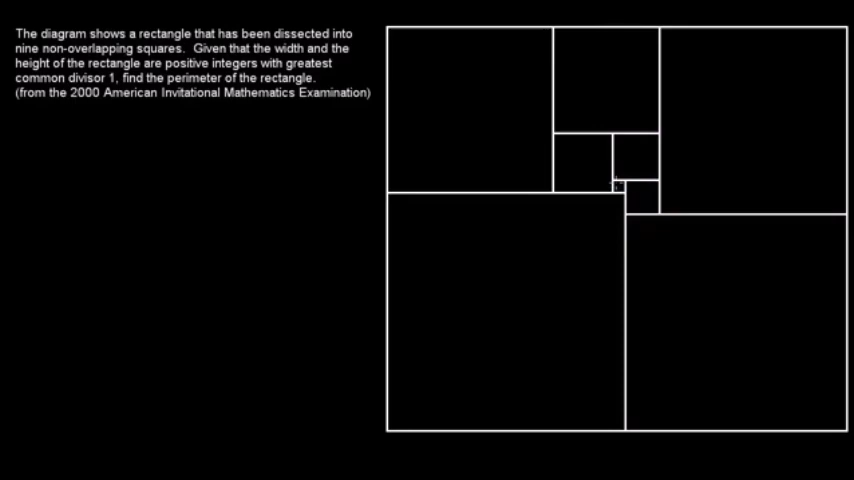 The diagram shows a rectangle that has been dissected into
nine non-overlapping squares.  Given that the width and the
height of the rectangle are positive integers with greatest
common divisor 1, find the perimeter of the rectangle.
(from the 2000 American Invitational Mathematics Examination)